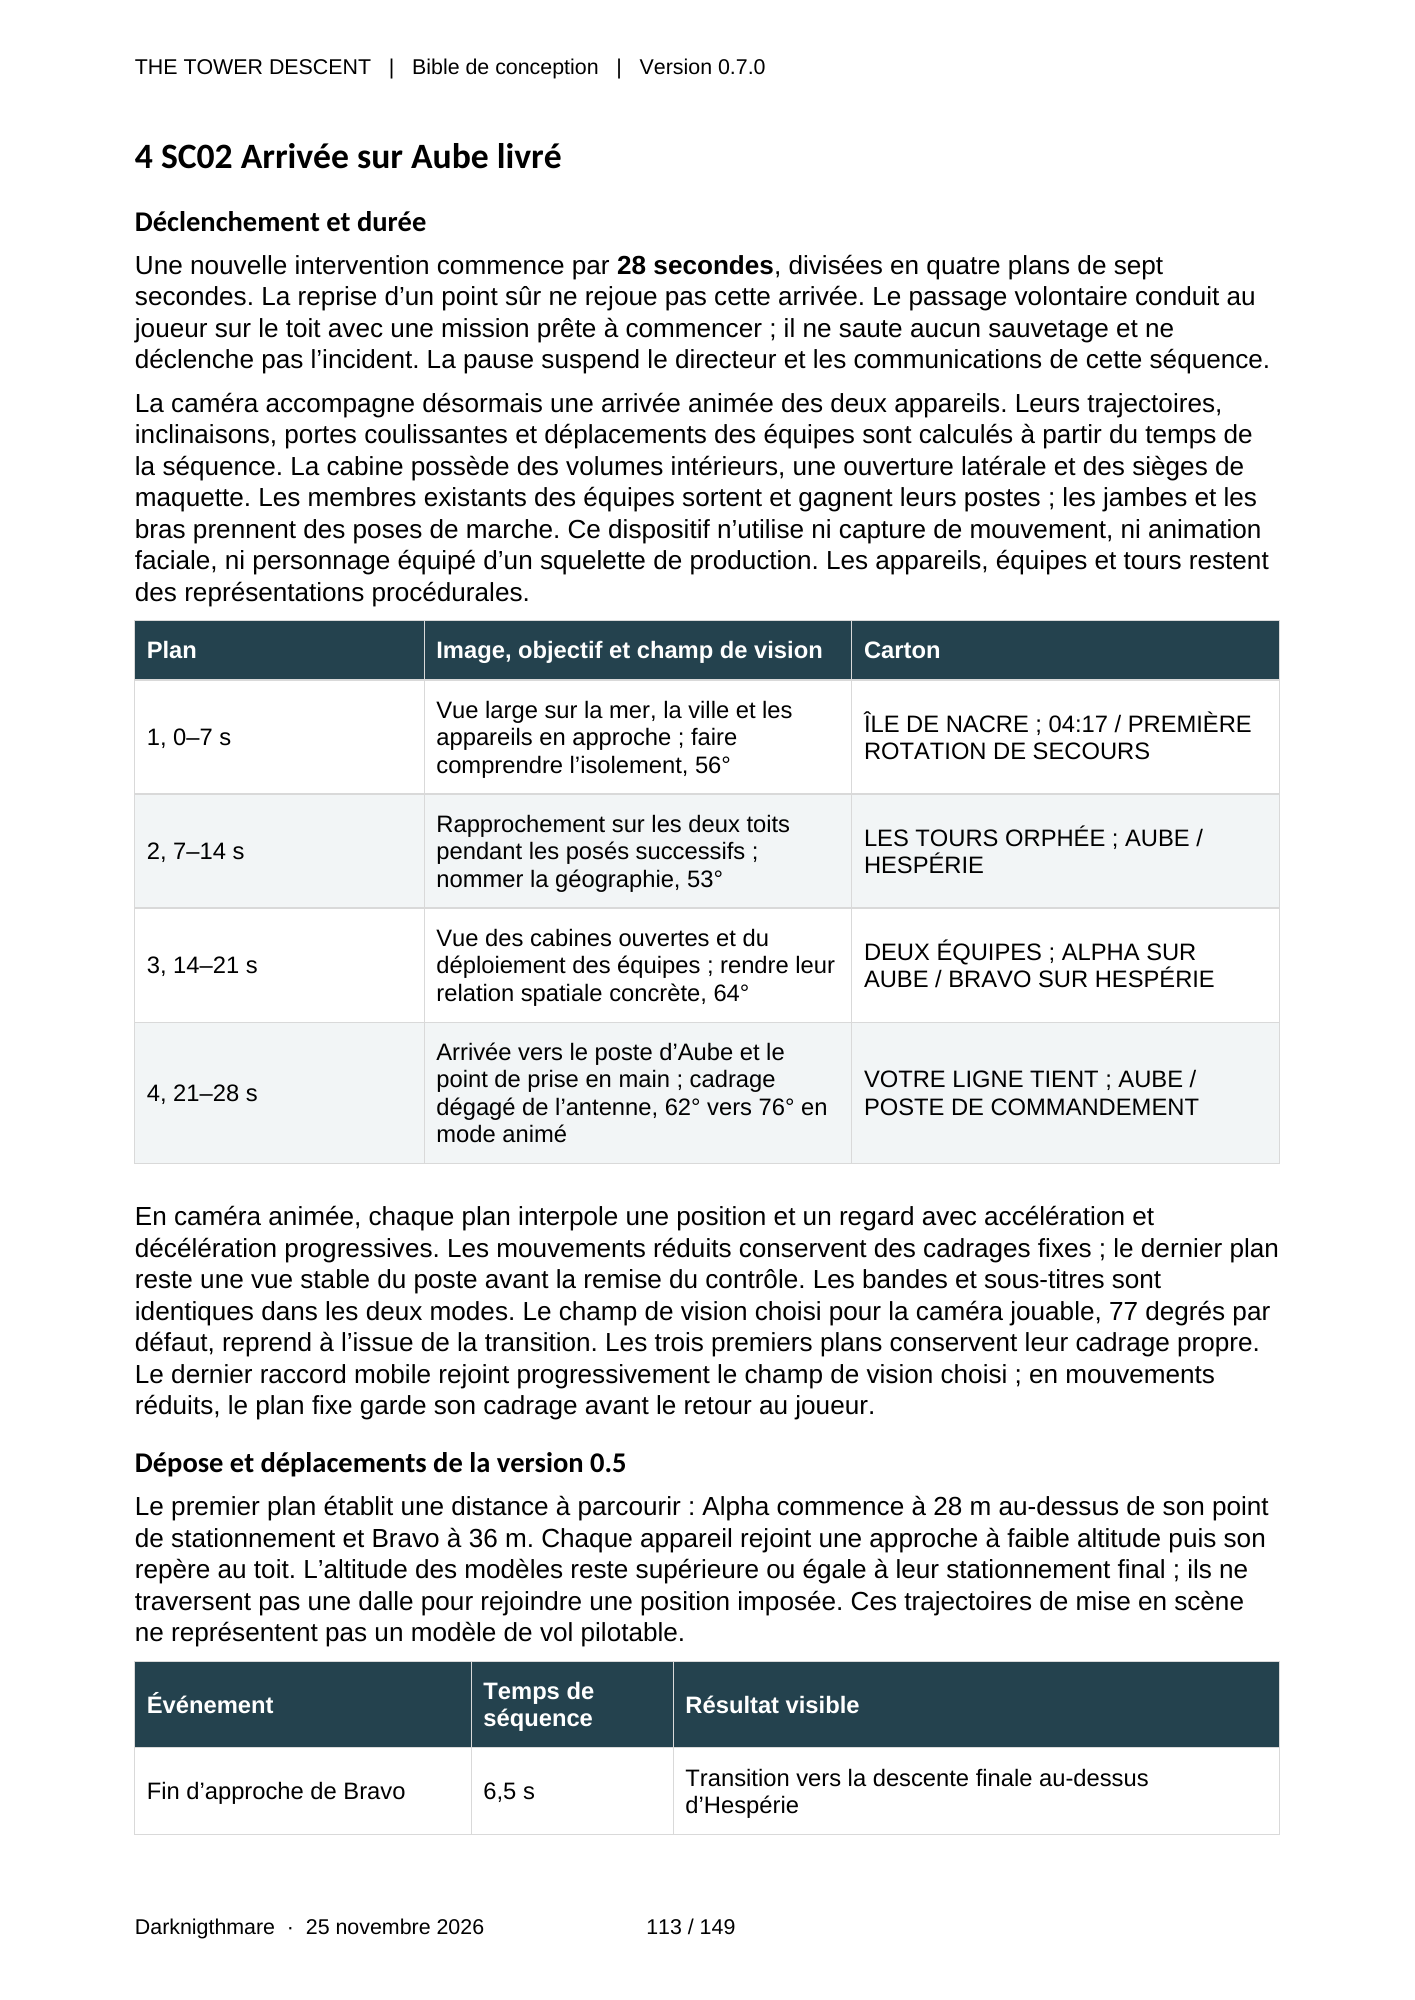 THE TOWER DESCENT | Bible de conception | Version 0.7.0
4 SC02 Arrivée sur Aube livré
Déclenchement et durée
Une nouvelle intervention commence par 28 secondes, divisées en quatre plans de sept
secondes. La reprise d’un point sûr ne rejoue pas cette arrivée. Le passage volontaire conduit au
joueur sur le toit avec une mission prête à commencer ; il ne saute aucun sauvetage et ne
déclenche pas l’incident. La pause suspend le directeur et les communications de cette séquence.
La caméra accompagne désormais une arrivée animée des deux appareils. Leurs trajectoires,
inclinaisons, portes coulissantes et déplacements des équipes sont calculés à partir du temps de
la séquence. La cabine possède des volumes intérieurs, une ouverture latérale et des sièges de
maquette. Les membres existants des équipes sortent et gagnent leurs postes ; les jambes et les
bras prennent des poses de marche. Ce dispositif n’utilise ni capture de mouvement, ni animation
faciale, ni personnage équipé d’un squelette de production. Les appareils, équipes et tours restent
des représentations procédurales.
Plan
Image, objectif et champ de vision
Carton
1, 0–7 s
Vue large sur la mer, la ville et les
appareils en approche ; faire
comprendre l’isolement, 56°
ÎLE DE NACRE ; 04:17 / PREMIÈRE
ROTATION DE SECOURS
2, 7–14 s
Rapprochement sur les deux toits
pendant les posés successifs ;
nommer la géographie, 53°
LES TOURS ORPHÉE ; AUBE /
HESPÉRIE
3, 14–21 s
Vue des cabines ouvertes et du
déploiement des équipes ; rendre leur
relation spatiale concrète, 64°
DEUX ÉQUIPES ; ALPHA SUR
AUBE / BRAVO SUR HESPÉRIE
4, 21–28 s
Arrivée vers le poste d’Aube et le
point de prise en main ; cadrage
dégagé de l’antenne, 62° vers 76° en
mode animé
VOTRE LIGNE TIENT ; AUBE /
POSTE DE COMMANDEMENT
En caméra animée, chaque plan interpole une position et un regard avec accélération et
décélération progressives. Les mouvements réduits conservent des cadrages fixes ; le dernier plan
reste une vue stable du poste avant la remise du contrôle. Les bandes et sous-titres sont
identiques dans les deux modes. Le champ de vision choisi pour la caméra jouable, 77 degrés par
défaut, reprend à l’issue de la transition. Les trois premiers plans conservent leur cadrage propre.
Le dernier raccord mobile rejoint progressivement le champ de vision choisi ; en mouvements
réduits, le plan fixe garde son cadrage avant le retour au joueur.
Dépose et déplacements de la version 0.5
Le premier plan établit une distance à parcourir : Alpha commence à 28 m au-dessus de son point
de stationnement et Bravo à 36 m. Chaque appareil rejoint une approche à faible altitude puis son
repère au toit. L’altitude des modèles reste supérieure ou égale à leur stationnement final ; ils ne
traversent pas une dalle pour rejoindre une position imposée. Ces trajectoires de mise en scène
ne représentent pas un modèle de vol pilotable.
Événement
Temps de
séquence
Résultat visible
Fin d’approche de Bravo
6,5 s
Transition vers la descente finale au-dessus
d’Hespérie
Darknigthmare · 25 novembre 2026
113 / 149